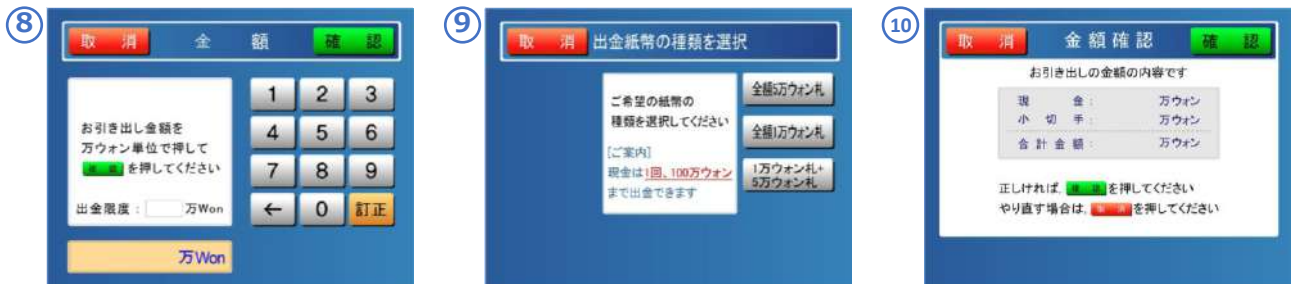 ⑧
取 消 金 額 確 認
お引き出し金額を
万ウォン単位で押して
確 認 を押してください
出金限度 : 万Won
1 2 3
4 5 6
7 8 9
← 0 訂正
万Won
⑨
取 消 出金紙幣の種類を選択
ご希望の紙幣の
種類を選択してください
[ご案内]
現金は1回、100万ウォン
まで出金できます
全額5万ウォン札
全額1万ウォン札
1万ウォン札+
5万ウォン札
⑩
取 消 金額確認 確 認
お引き出しの金額の内容です
現 金 : 万ウォン
小 切 手 : 万ウォン
合 計 金 額 : 万ウォン
正しければ, 確 認 を押してください
やり直す場合は, 取 消 を押してください